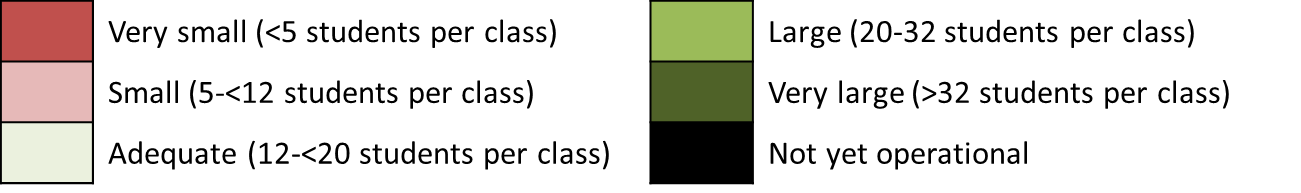 Very small (<5 students per class)
Small (5-<12 students per class)
Adequate (12-<20 students per class)
Large (20-32 students per class)
Very large (>32 students per class)
Not yet operational